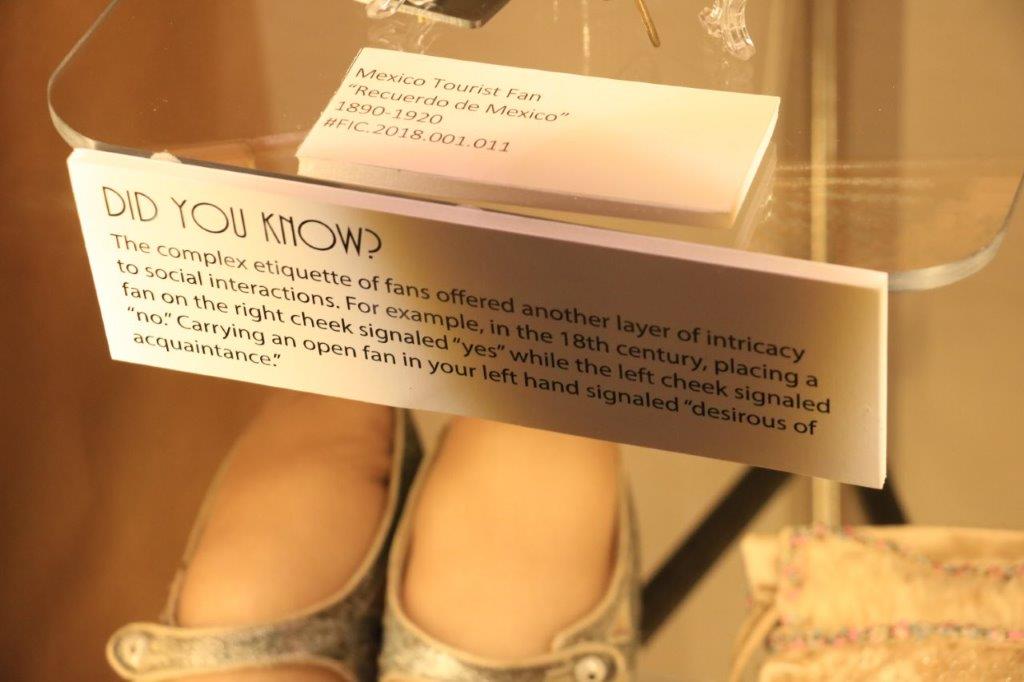 Mexico Tourist Fan
"Recuerdo de Mexico"
1890-1920
#FIC.2018.001.011
DID YOU KNOW?
The complex etiquette of fans offered another layer of intricacy
to social interactions. For example, in the 18th century, placing a
fan on the right cheek signaled "yes" while the left cheek signaled
"no." Carrying an open fan in your left hand signaled "desirous of
acquaintance."